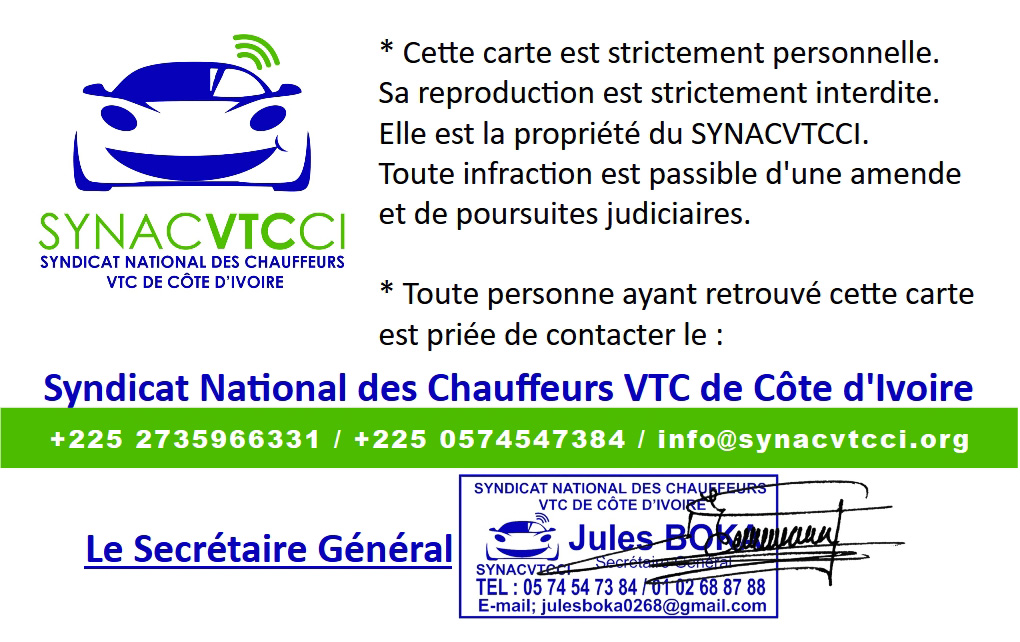 * Cette carte est strictement personnelle.
Sa reproduction est strictement interdite.
Elle est la propriété du SYNACVTCCI.
Toute infraction est passible d'une amende
et de poursuites judiciaires.
SYNACVTCCI
SYNDICAT NATIONAL DES CHAUFFEURS
VTC DE CÔTE D'IVOIRE
* Toute personne ayant retrouvé cette carte
est priée de contacter le :
Syndicat National des Chauffeurs VTC de Côte d'Ivoire
+225 2735966331 / +225 0574547384 / info@synacvtcci.org
Le Secrétaire Général
SYNDICAT NATIONAL DES CHAUFFEURS
VTC DE CÔTE D'IVOIRE
Jules BOKA
Secrétaire Général
SYNACVTCCI
TEL : 05 74 54 73 84 / 01 02 68 87 88
E-mail; julesboka0268@gmail.com